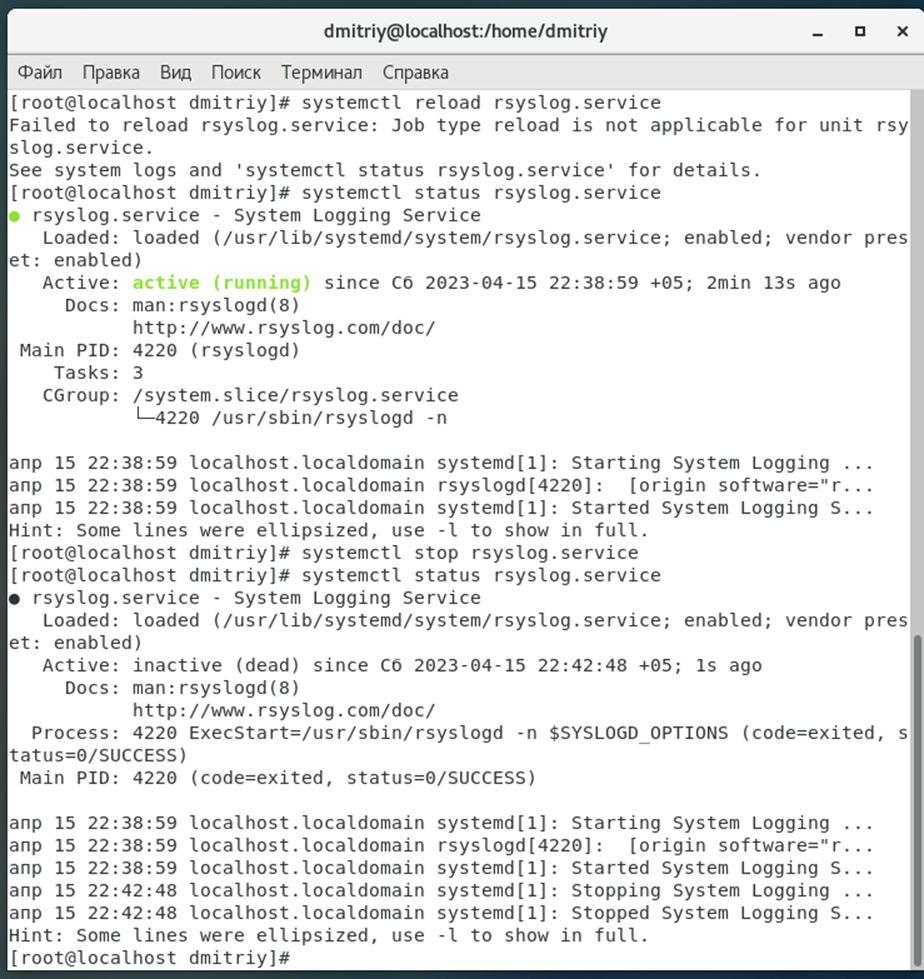 dmitriy@localhost:/home/dmitriy
Файл Правка Вид Поиск Терминал Справка
[root@localhost dmitriy]# systemctl reload rsyslog.service
Failed to reload rsyslog.service: Job type reload is not applicable for unit rsy
slog.service.
See system logs and 'systemctl status rsyslog.service' for details.
[root@localhost dmitriy]# systemctl status rsyslog.service
● rsyslog.service - System Logging Service
   Loaded: loaded (/usr/lib/systemd/system/rsyslog.service; enabled; vendor pres
et: enabled)
   Active: active (running) since Сб 2023-04-15 22:38:59 +05; 2min 13s ago
     Docs: man:rsyslogd(8)
           http://www.rsyslog.com/doc/
 Main PID: 4220 (rsyslogd)
    Tasks: 3
   CGroup: /system.slice/rsyslog.service
           └─4220 /usr/sbin/rsyslogd -n

апр 15 22:38:59 localhost.localdomain systemd[1]: Starting System Logging ...
апр 15 22:38:59 localhost.localdomain rsyslogd[4220]:  [origin software="r...
апр 15 22:38:59 localhost.localdomain systemd[1]: Started System Logging S...
Hint: Some lines were ellipsized, use -l to show in full.
[root@localhost dmitriy]# systemctl stop rsyslog.service
[root@localhost dmitriy]# systemctl status rsyslog.service
● rsyslog.service - System Logging Service
   Loaded: loaded (/usr/lib/systemd/system/rsyslog.service; enabled; vendor pres
et: enabled)
   Active: inactive (dead) since Сб 2023-04-15 22:42:48 +05; 1s ago
     Docs: man:rsyslogd(8)
           http://www.rsyslog.com/doc/
  Process: 4220 ExecStart=/usr/sbin/rsyslogd -n $SYSLOGD_OPTIONS (code=exited, s
tatus=0/SUCCESS)
 Main PID: 4220 (code=exited, status=0/SUCCESS)

апр 15 22:38:59 localhost.localdomain systemd[1]: Starting System Logging ...
апр 15 22:38:59 localhost.localdomain rsyslogd[4220]:  [origin software="r...
апр 15 22:38:59 localhost.localdomain systemd[1]: Started System Logging S...
апр 15 22:42:48 localhost.localdomain systemd[1]: Stopping System Logging ...
апр 15 22:42:48 localhost.localdomain systemd[1]: Stopped System Logging S...
Hint: Some lines were ellipsized, use -l to show in full.
[root@localhost dmitriy]#